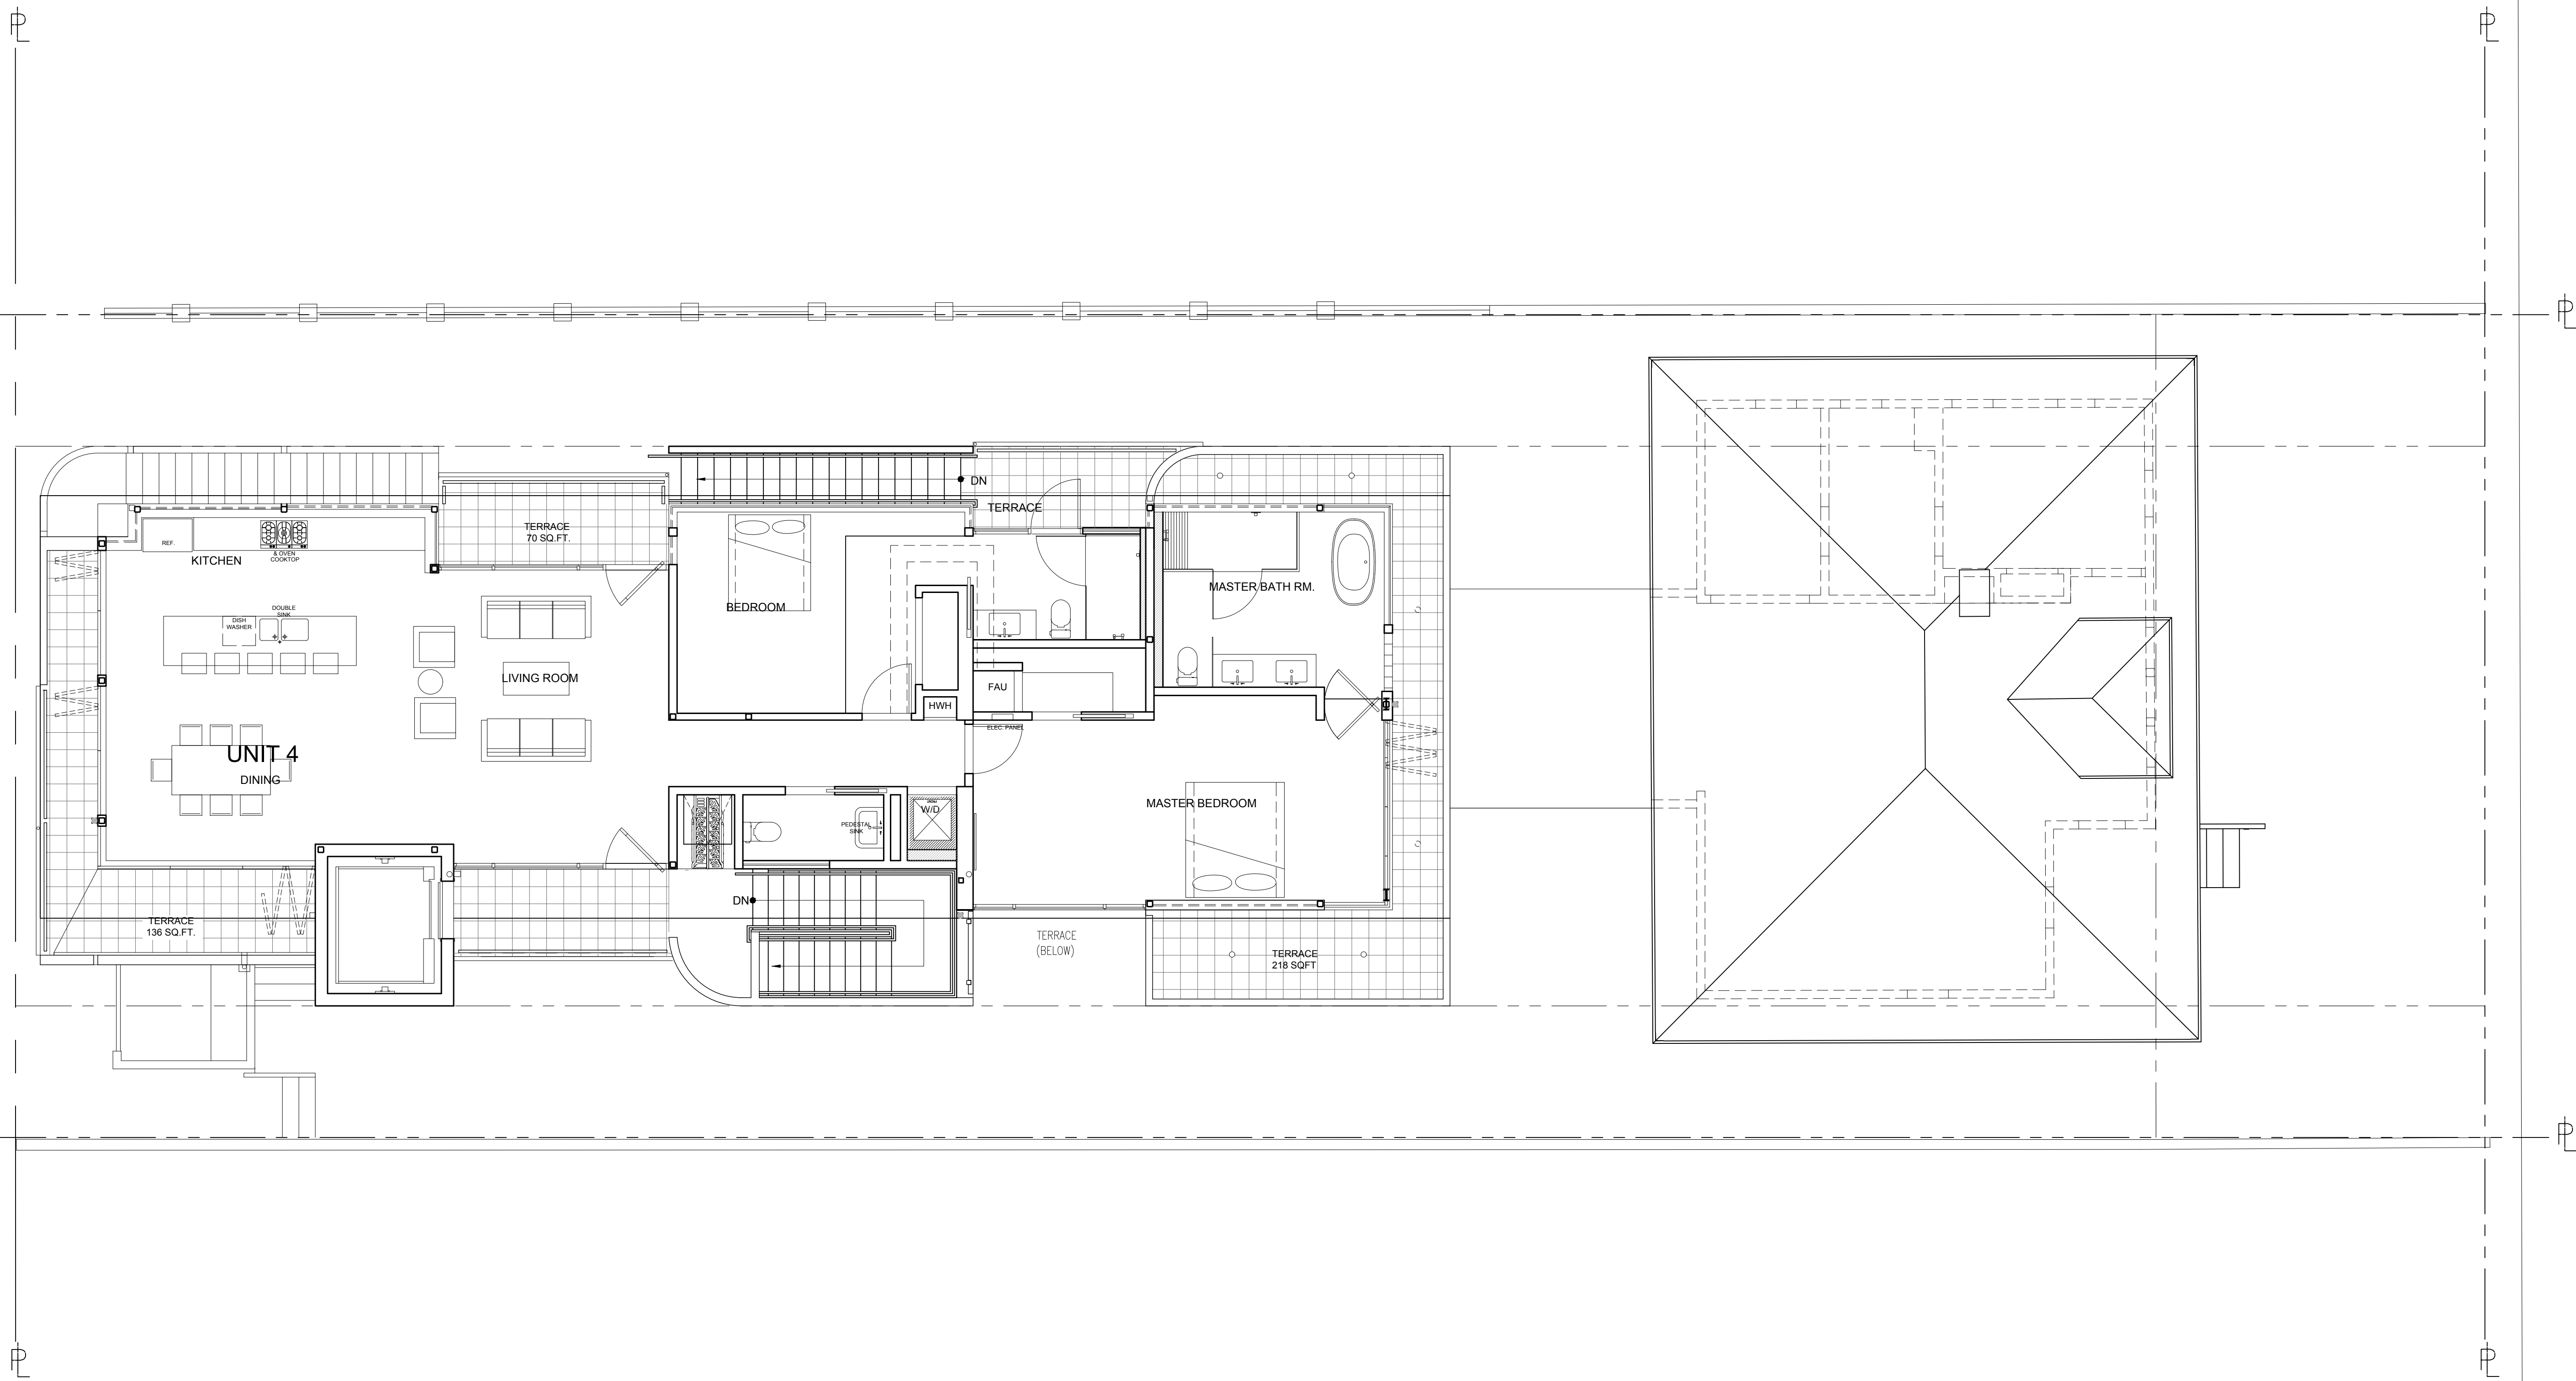 PL
PL
PL
DN
TERRACE
TERRACE
70 SQ.FT.
REF.
KITCHEN
& OVEN
COOKTOP
MASTER BATH RM.
DOUBLE
SINK
DISH
WASHER
BEDROOM
LIVING ROOM
FAU
HWH
ELEC. PANEL
UNIT 4
DINING
MASTER BEDROOM
W/D
PEDESTAL
SINK
DN
TERRACE
136 SQ.FT.
TERRACE
(BELOW)
TERRACE
218 SQFT
PL
PL
PL